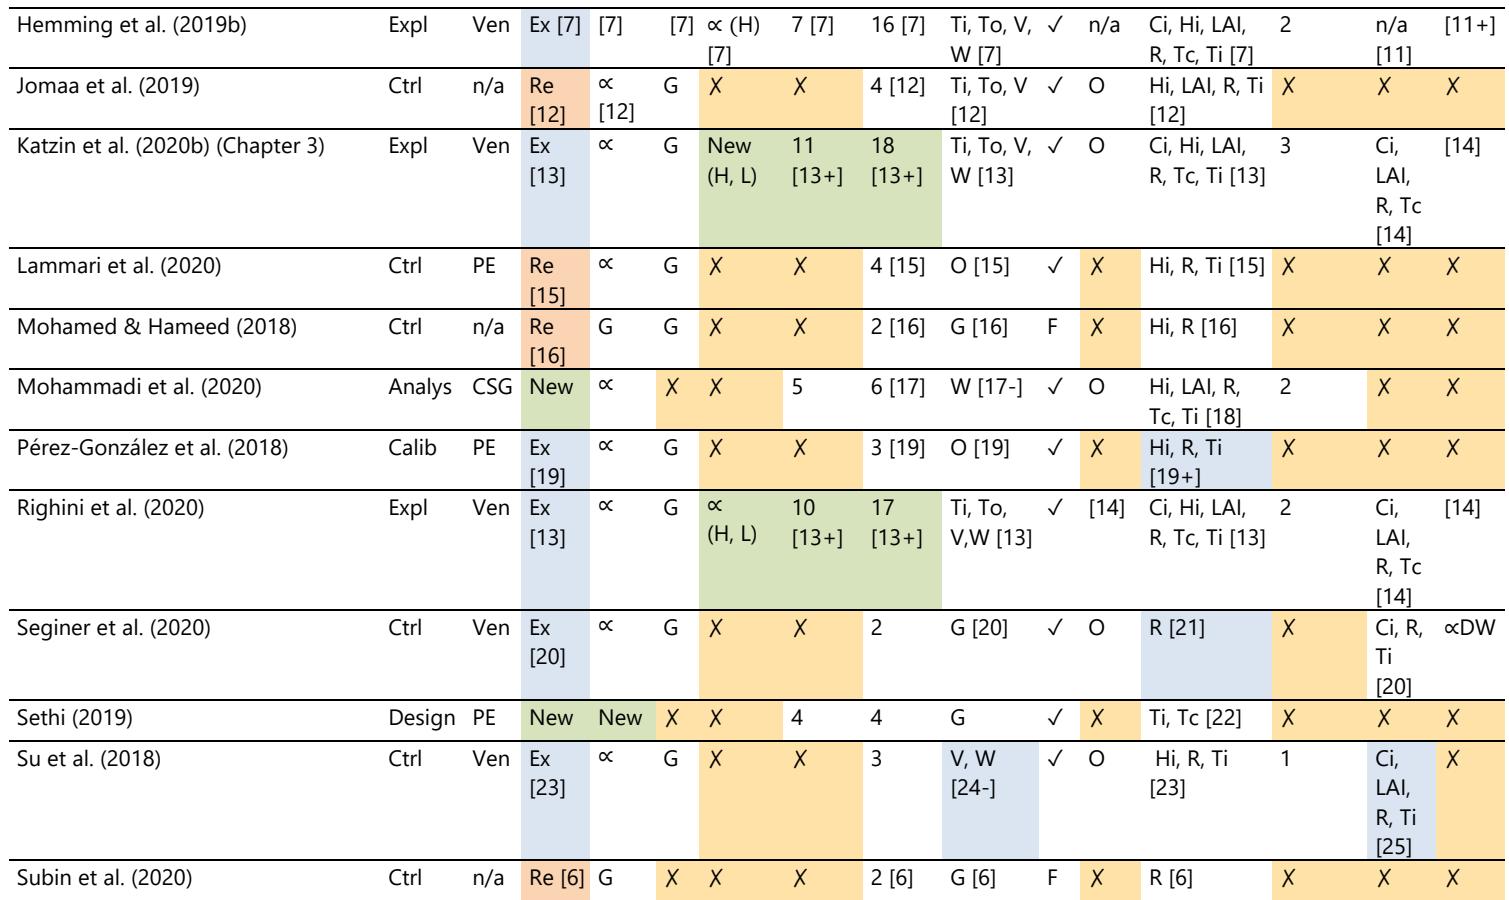 Hemming et al. (2019b) Expl Ven Ex [7] [7] [7] ∝ (H) 7 [7] 16 [7] Ti, To, V, ✓ n/a Ci, Hi, LAI, 2 n/a [11+]
[7] W [7] R, Tc, Ti [7] [11]
Jomaa et al. (2019) Ctrl n/a Re ∝ G ✗ ✗ 4 [12] Ti, To, V ✓ O Hi, LAI, R, Ti ✗ ✗ ✗
[12] [12] [12] [12]
Katzin et al. (2020b) (Chapter 3) Expl Ven Ex ∝ G New 11 18 Ti, To, V, ✓ O Ci, Hi, LAI, 3 Ci, [14]
[13] (H, L) [13+] [13+] W [13] R, Tc, Ti [13] LAI,
R, Tc
[14]
Lammari et al. (2020) Ctrl PE Re ∝ G ✗ ✗ 4 [15] O [15] ✓ ✗ Hi, R, Ti [15] ✗ ✗ ✗
[15]
Mohamed & Hameed (2018) Ctrl n/a Re G G ✗ ✗ 2 [16] G [16] F ✗ Hi, R [16] ✗ ✗ ✗
[16]
Mohammadi et al. (2020) Analys CSG New ∝ ✗ ✗ 5 6 [17] W [17-] ✓ O Hi, LAI, R, 2 ✗ ✗
Tc, Ti [18]
Pérez-González et al. (2018) Calib PE Ex ∝ G ✗ ✗ 3 [19] O [19] ✓ ✗ Hi, R, Ti ✗ ✗ ✗
[19] [19+]
Righini et al. (2020) Expl Ven Ex ∝ G ∝ 10 17 Ti, To, ✓ [14] Ci, Hi, LAI, 2 Ci, [14]
[13] (H, L) [13+] [13+] V,W [13] R, Tc, Ti [13] LAI,
R, Tc
[14]
Seginer et al. (2020) Ctrl Ven Ex ∝ G ✗ ✗ 2 G [20] ✓ O R [21] ✗ Ci, R, ∝DW
[20] Ti
[20]
Sethi (2019) Design PE New New ✗ ✗ 4 4 G ✓ ✗ Ti, Tc [22] ✗ ✗ ✗
Su et al. (2018) Ctrl Ven Ex ∝ G ✗ ✗ 3 V, W ✓ O Hi, R, Ti 1 Ci, ✗
[23] [24-] [23] LAI,
R, Ti
[25]
Subin et al. (2020) Ctrl n/a Re [6] G ✗ ✗ ✗ 2 [6] G [6] F ✗ R [6] ✗ ✗ ✗